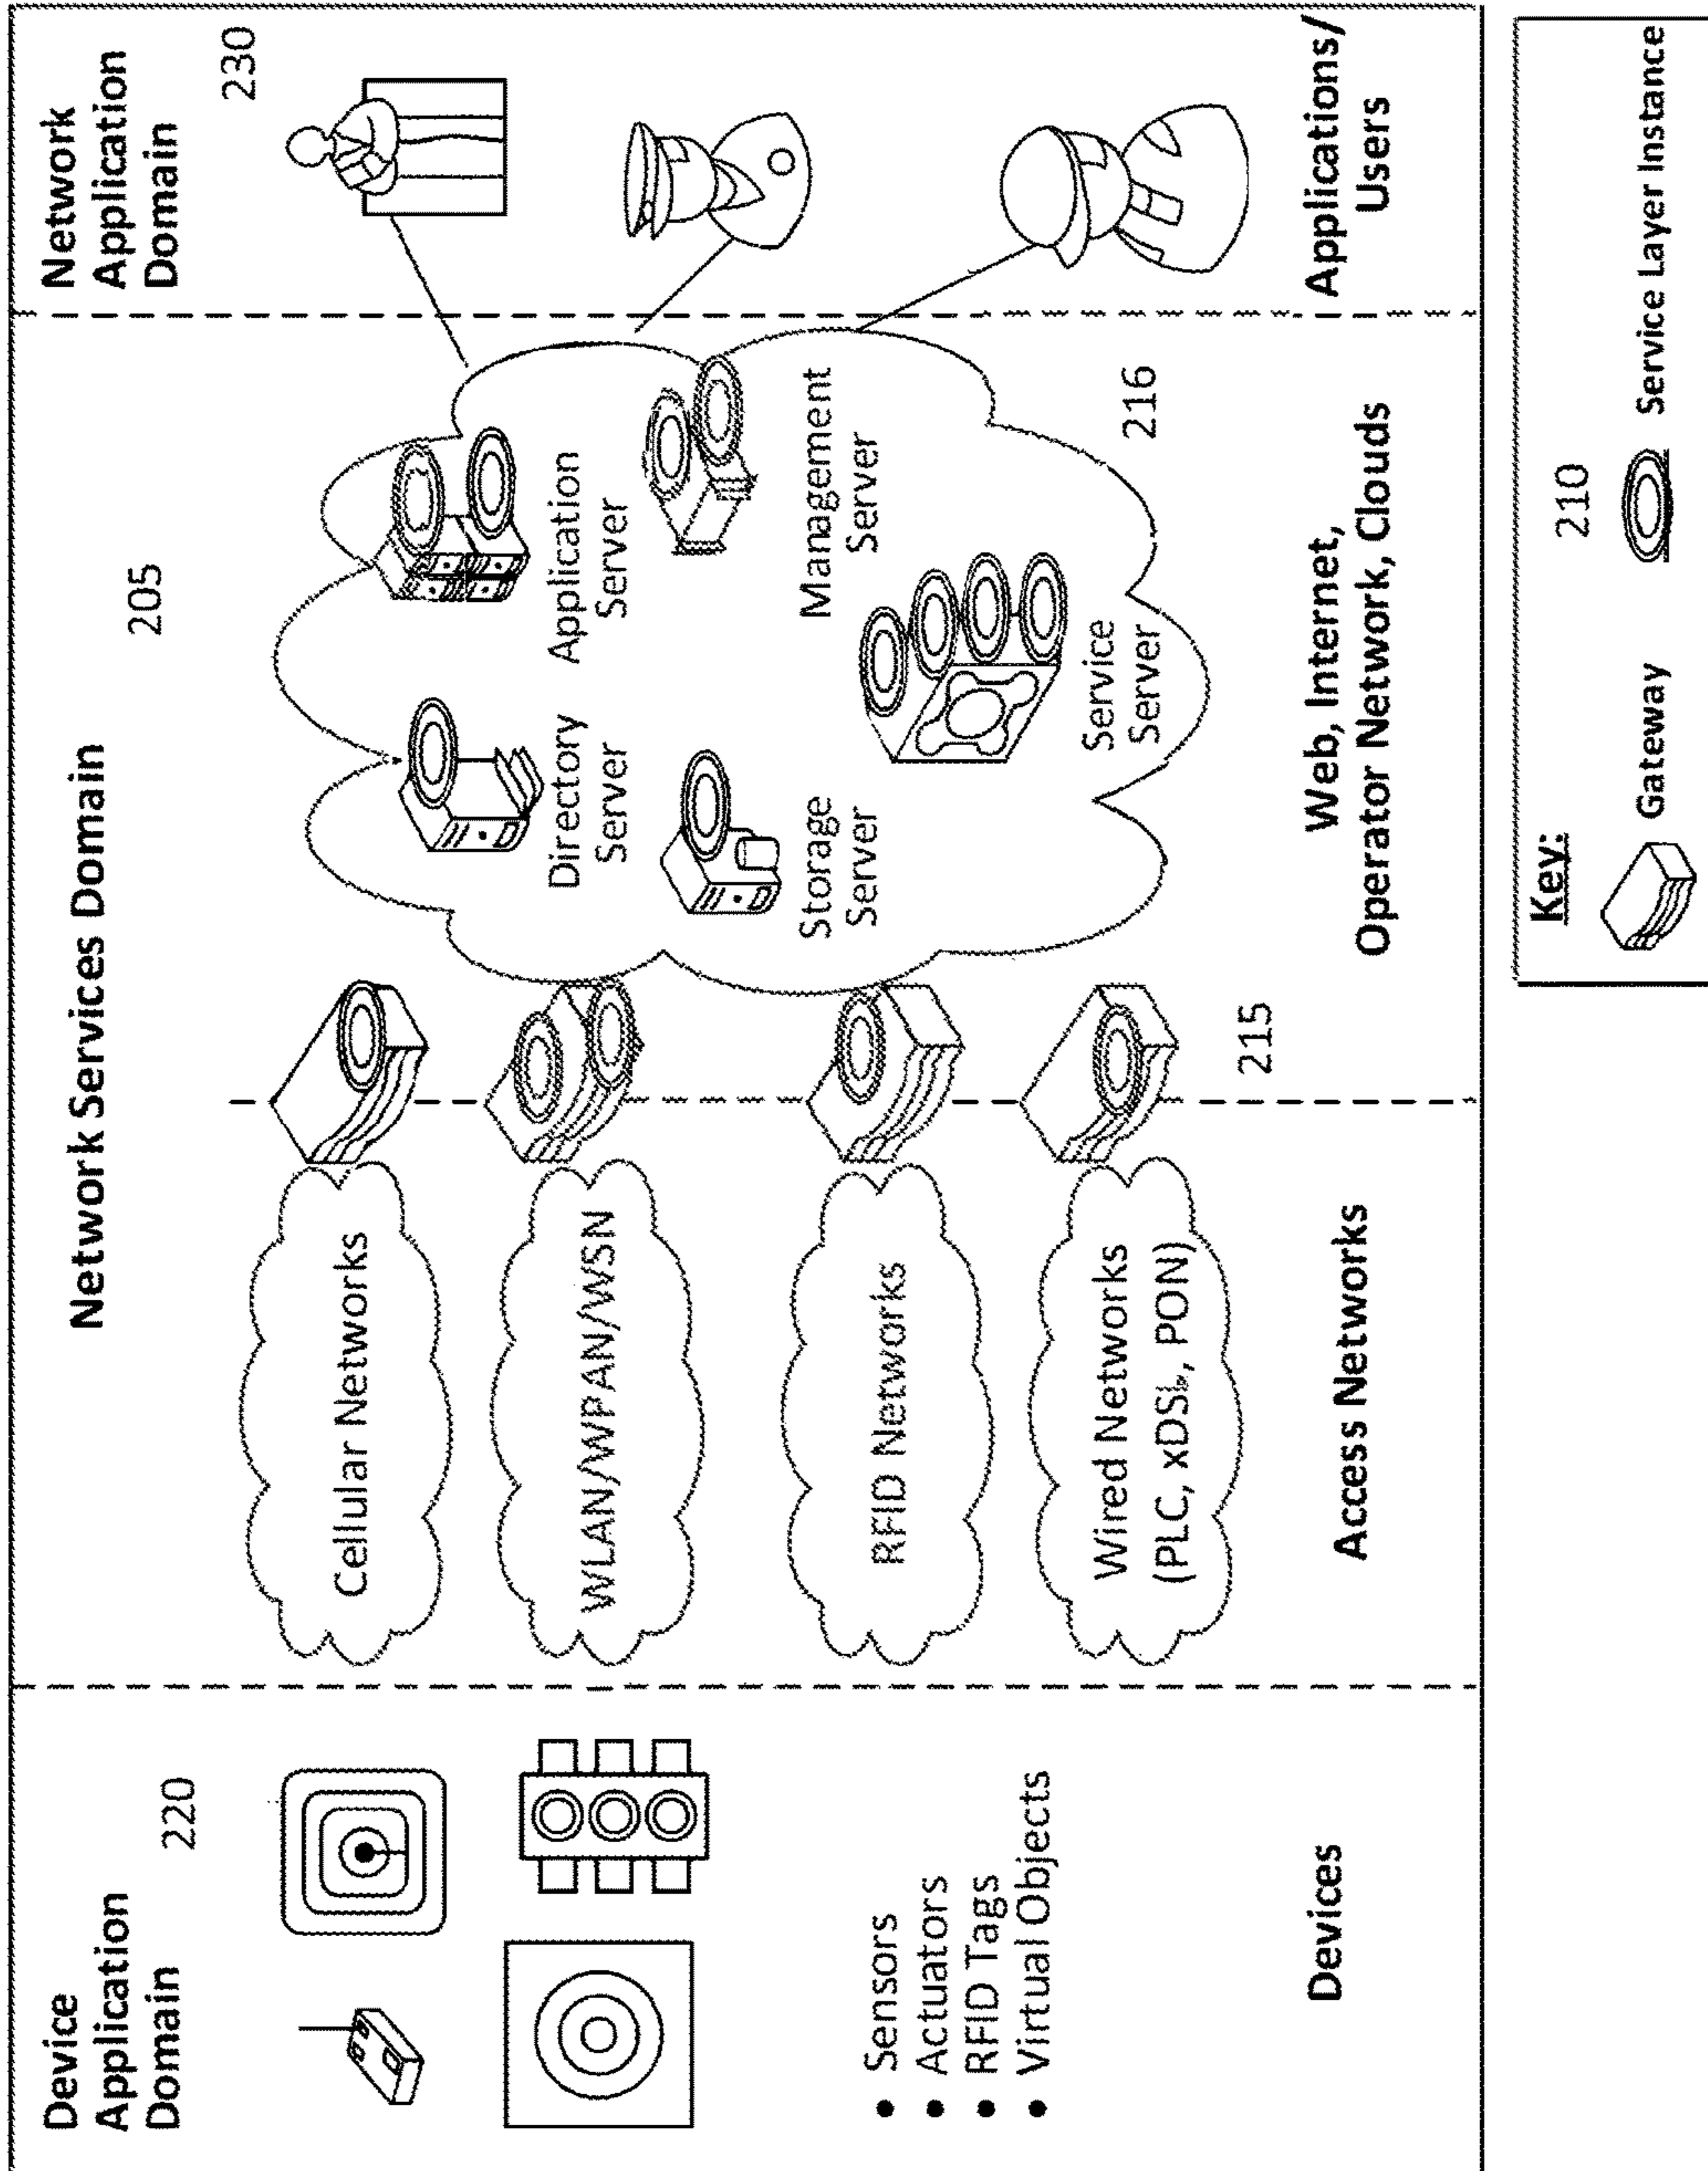 Device
Application
Domain
220
Sensors
Actuators
RFID Tags
Virtual Objects
Devices
Network Services Domain
205
Cellular Networks
WLAN/WPAN/WSN
RFID Networks
Wired Networks
(PLC, xDSL, PON)
Access Networks
215
Directory
Server
Application
Server
Storage
Server
Management
Server
Service
Server
216
Web, Internet,
Operator Network, Clouds
Network
Application
Domain
230
Applications/
Users
Key:
Gateway
210
Service Layer Instance